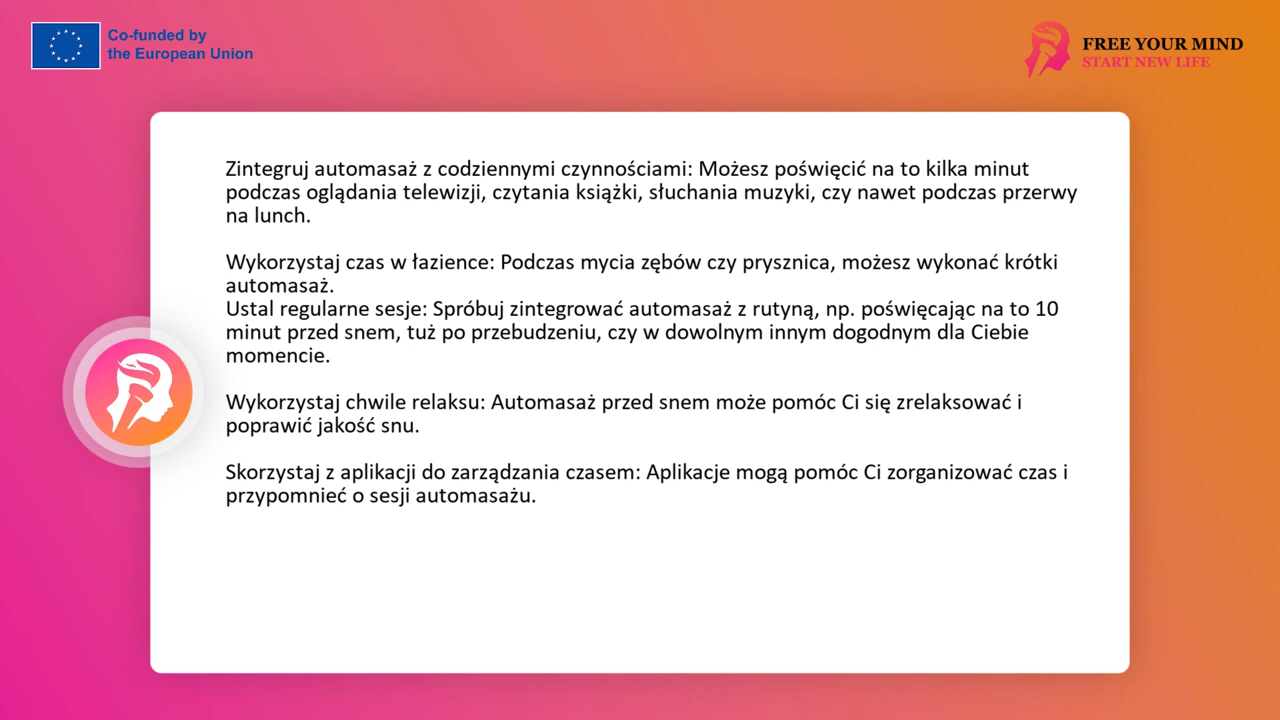 Co-funded by
the European Union
FREE YOUR MIND
START NEW LIFE
Zintegruj automasaż z codziennymi czynnościami: Możesz poświęcić na to kilka minut
podczas oglądania telewizji, czytania książki, słuchania muzyki, czy nawet podczas przerwy
na lunch.
Wykorzystaj czas w łazience: Podczas mycia zębów czy prysznica, możesz wykonać krótki
automasaż.
Ustal regularne sesje: Spróbuj zintegrować automasaż z rutyną, np. poświęcając na to 10
minut przed snem, tuż po przebudzeniu, czy w dowolnym innym dogodnym dla Ciebie
momencie.
Wykorzystaj chwile relaksu: Automasaż przed snem może pomóc Ci się zrelaksować i
poprawić jakość snu.
Skorzystaj z aplikacji do zarządzania czasem: Aplikacje mogą pomóc Ci zorganizować czas i
przypomnieć o sesji automasażu.